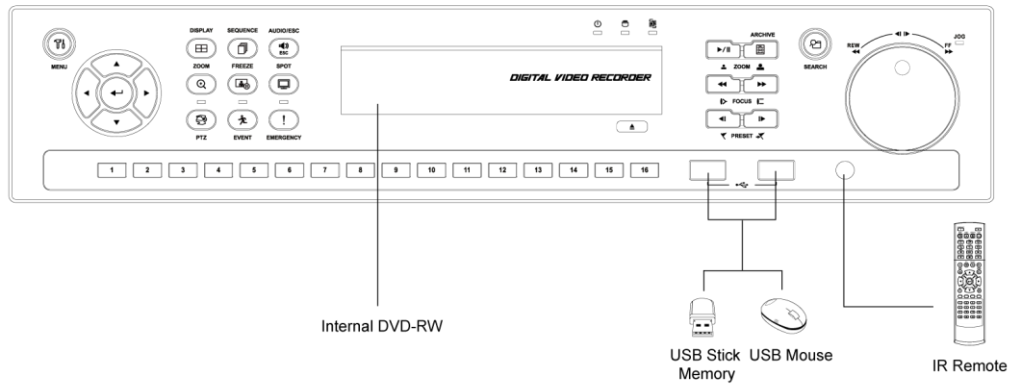 DISPLAY SEQUENCE AUDIO/ESC
ESC
MENU
ZOOM FREEZE SPOT
PTZ EVENT EMERGENCY
DIGITAL VIDEO RECORDER
ARCHIVE
ZOOM
FOCUS
PRESET
SEARCH
REW
FF
JOG
1 2 3 4 5 6 7 8 9 10 11 12 13 14 15 16
Internal DVD-RW
USB Stick
Memory
USB Mouse
IR Remote